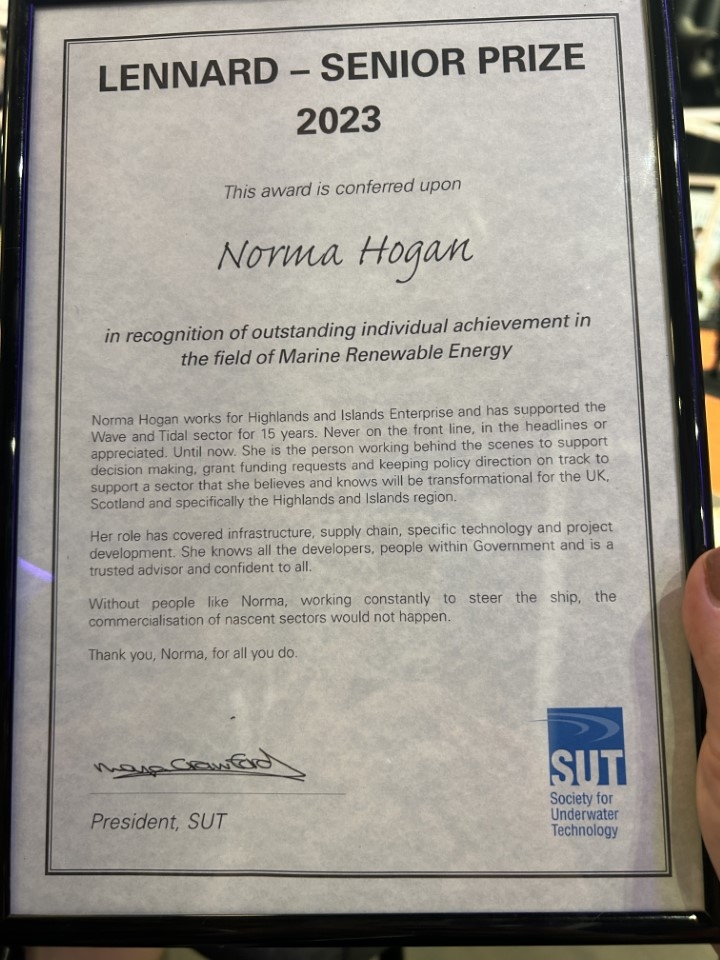 LENNARD – SENIOR PRIZE
2023
This award is conferred upon
Norma Hogan
in recognition of outstanding individual achievement in
the field of Marine Renewable Energy
Norma Hogan works for Highlands and Islands Enterprise and has supported the
Wave and Tidal sector for 15 years. Never on the front line, in the headlines or
appreciated. Until now. She is the person working behind the scenes to support
decision making, grant funding requests and keeping policy direction on track to
support a sector that she believes and knows will be transformational for the UK,
Scotland and specifically the Highlands and Islands region.
Her role has covered infrastructure, supply chain, specific technology and project
development. She knows all the developers, people within Government and is a
trusted advisor and confident to all.
Without people like Norma, working constantly to steer the ship, the
commercialisation of nascent sectors would not happen.
Thank you, Norma, for all you do.
Crawford
President, SUT
SUT
Society for
Underwater
Technology